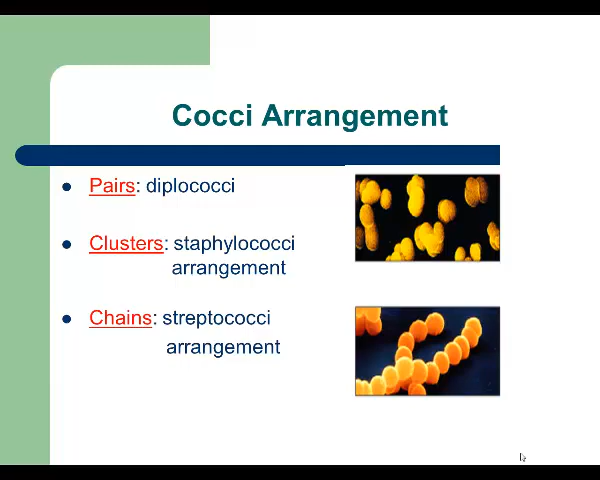 Cocci Arrangement
Pairs: diplococci
Clusters: staphylococci
arrangement
Chains: streptococci
arrangement